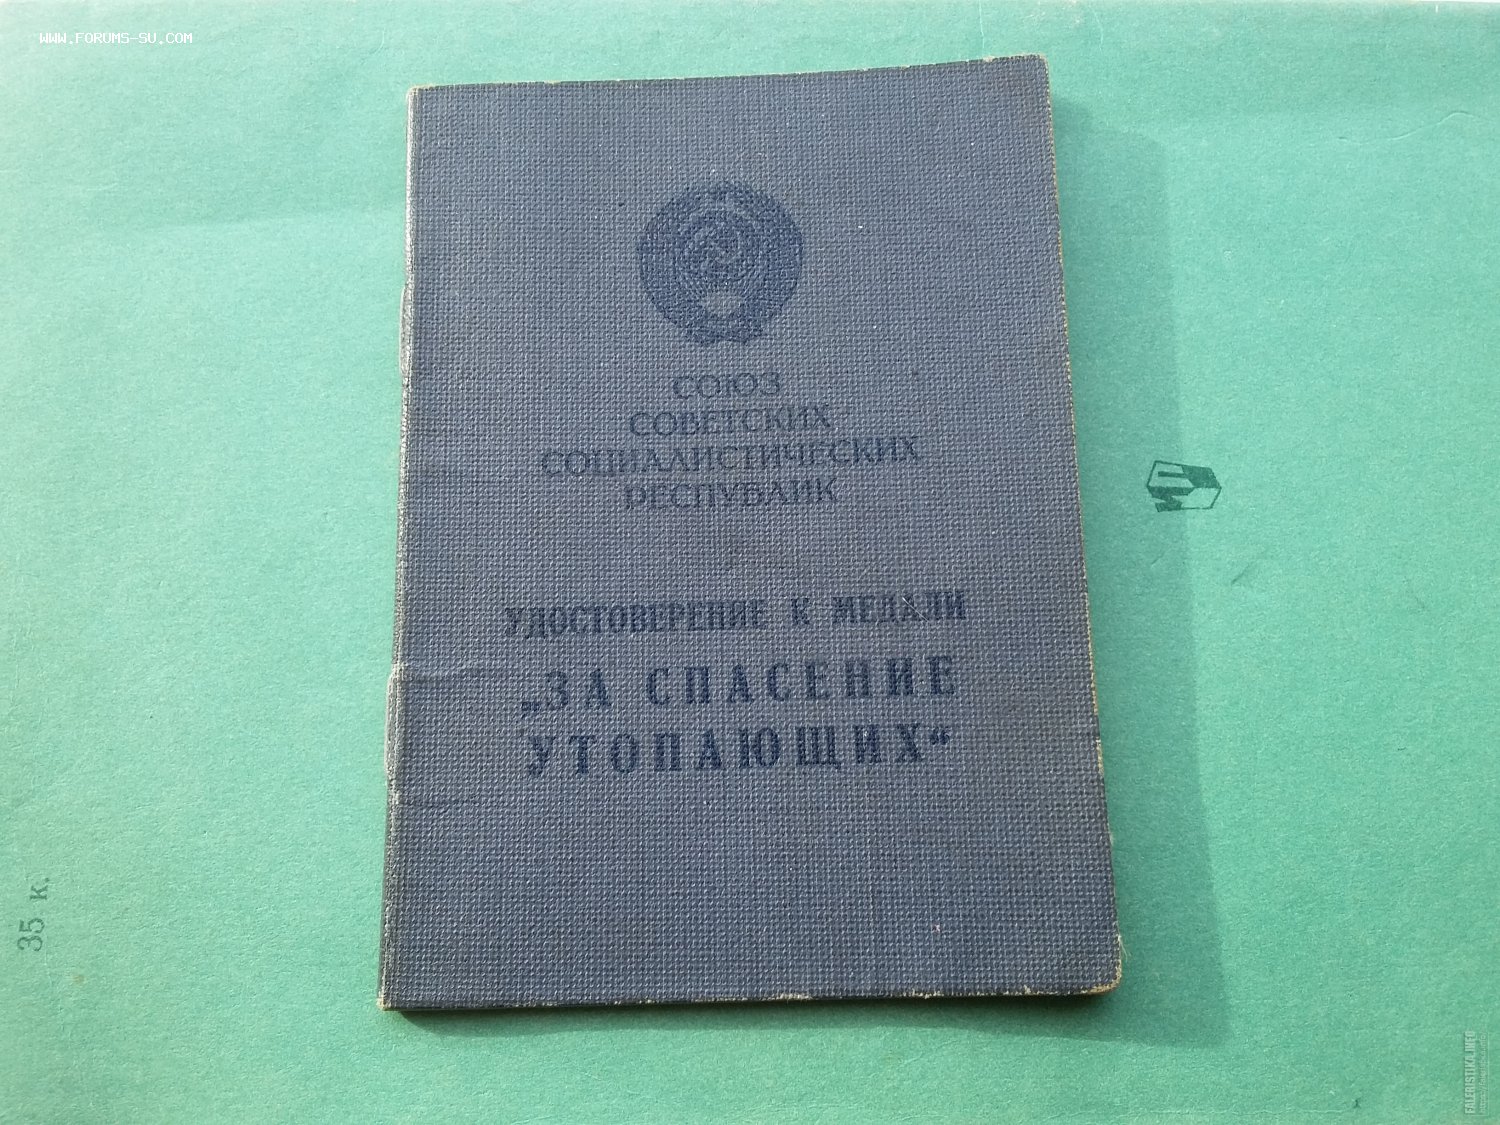 WWW.FORUMS-SU.COM
СОЮЗ
СОВЕТСКИХ
СОЦИАЛИСТИЧЕСКИХ
РЕСПУБЛИК
УДОСТОВЕРЕНИЕ К МЕДАЛИ
„ЗА СПАСЕНИЕ
УТОПАЮЩИХ“
35 к.
FALERISTIKA.INFO